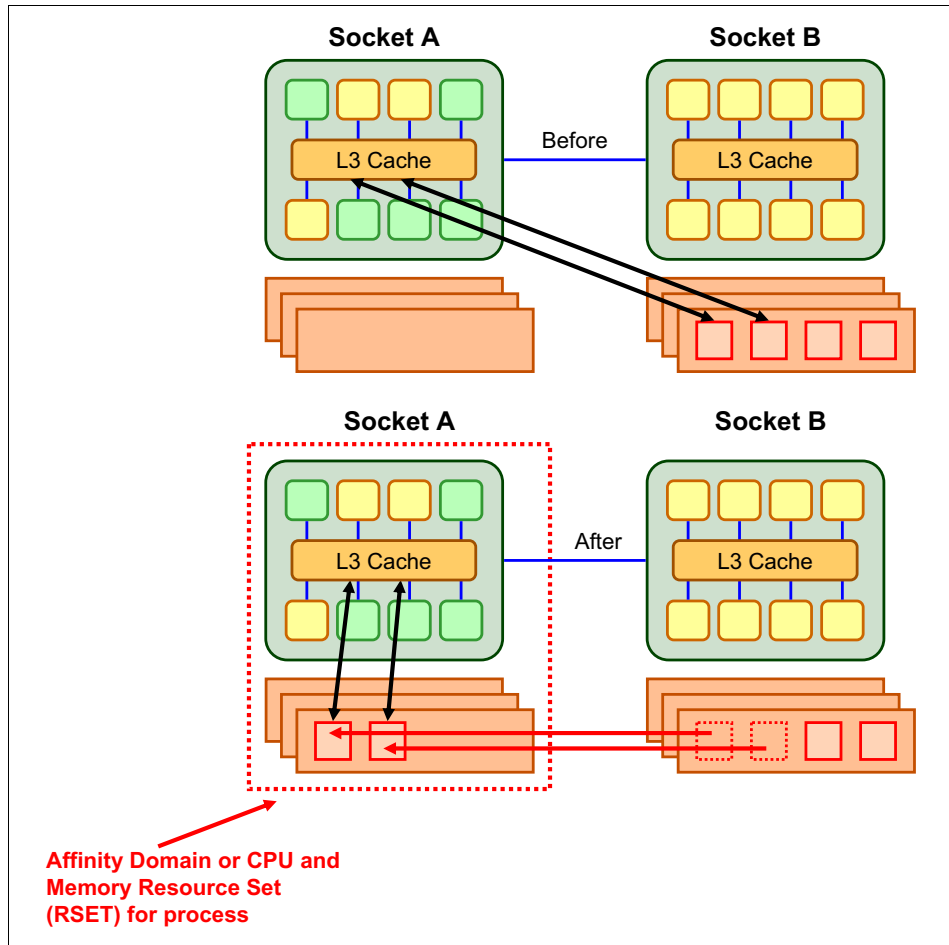 Socket A
Socket B
L3 Cache
Before
L3 Cache
Socket A
Socket B
L3 Cache
After
L3 Cache
Affinity Domain or CPU and
Memory Resource Set
(RSET) for process